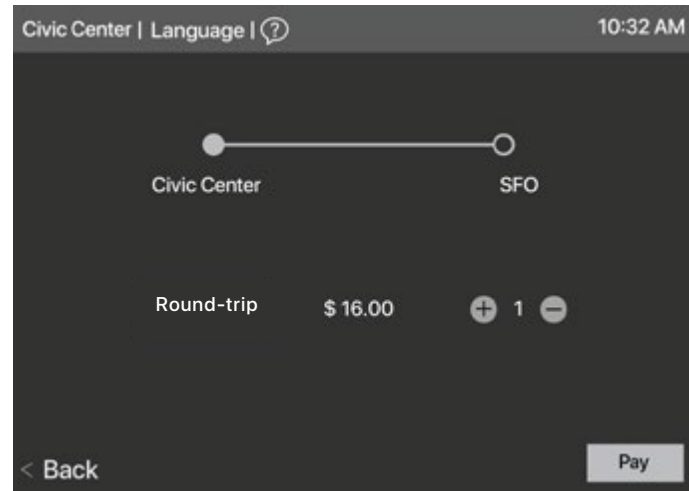 Civic Center | Language | ?
10:32 AM
Civic Center
SFO
Round-trip
$ 16.00
+ 1 −
< Back
Pay